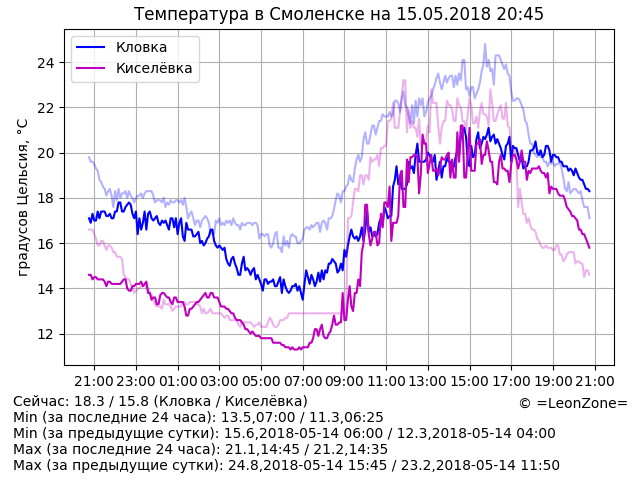 Температура в Смоленске на 15.05.2018 20:45
Кловка
Киселёвка
градусов Цельсия, °C
24
22
20
18
16
14
12
21:00 23:00 01:00 03:00 05:00 07:00 09:00 11:00 13:00 15:00 17:00 19:00 21:00
Сейчас: 18.3 / 15.8 (Кловка / Киселёвка)
© =LeonZone=
Min (за последние 24 часа): 13.5,07:00 / 11.3,06:25
Min (за предыдущие сутки): 15.6,2018-05-14 06:00 / 12.3,2018-05-14 04:00
Max (за последние 24 часа): 21.1,14:45 / 21.2,14:35
Max (за предыдущие сутки): 24.8,2018-05-14 15:45 / 23.2,2018-05-14 11:50